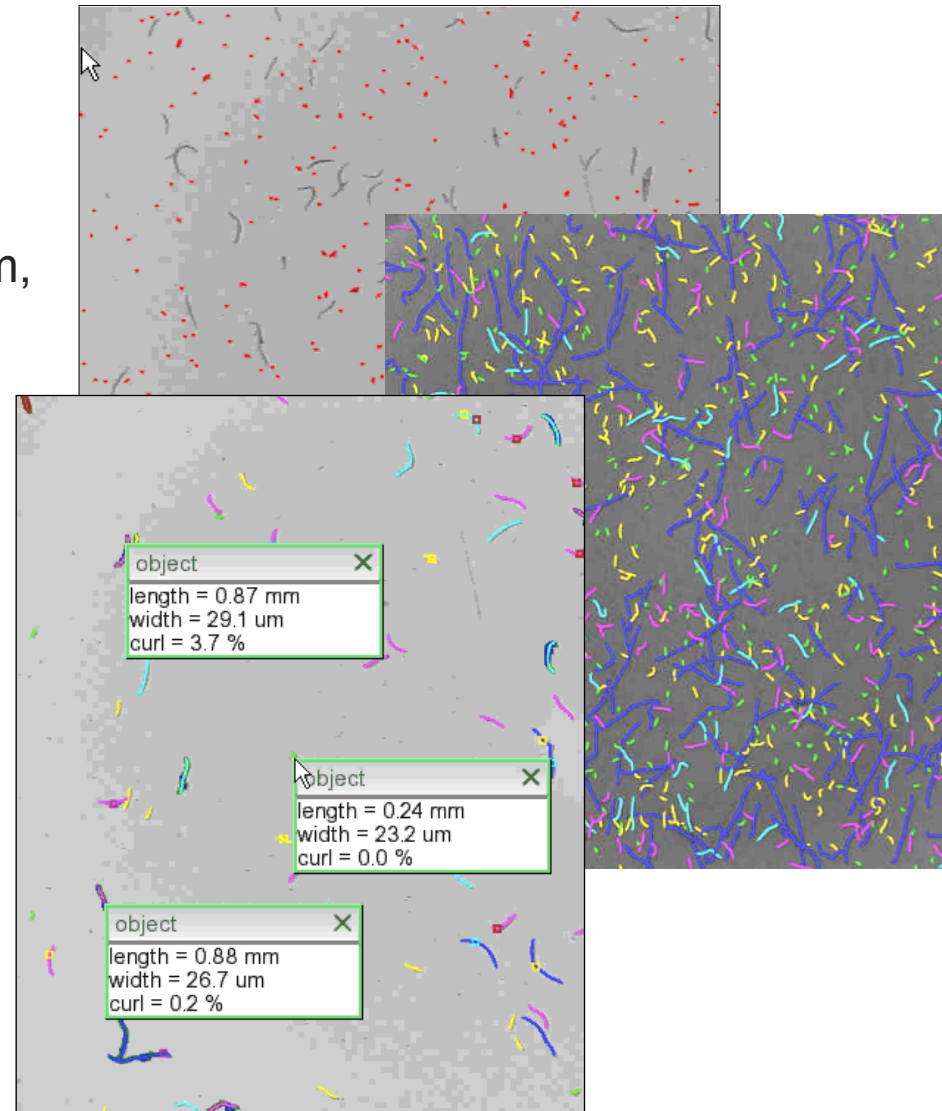 object
length = 0.87 mm
width = 29.1 um
curl = 3.7 %
object
length = 0.24 mm
width = 23.2 um
curl = 0.0 %
object
length = 0.88 mm
width = 26.7 um
curl = 0.2 %